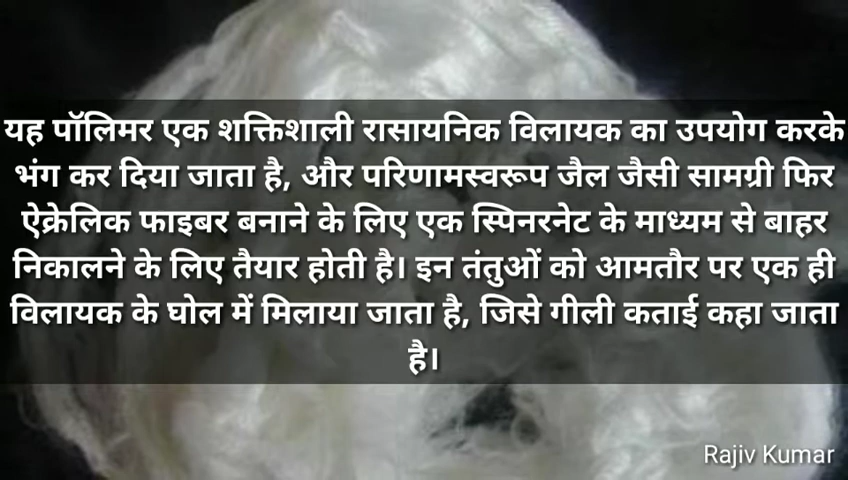 यह पॉलिमर एक शक्तिशाली रासायनिक विलायक का उपयोग करके
भंग कर दिया जाता है, और परिणामस्वरूप जैल जैसी सामग्री फिर
ऐक्रेलिक फाइबर बनाने के लिए एक स्पिनरनेट के माध्यम से बाहर
निकालने के लिए तैयार होती है। इन तंतुओं को आमतौर पर एक ही
विलायक के घोल में मिलाया जाता है, जिसे गीली कताई कहा जाता
है।
Rajiv Kumar